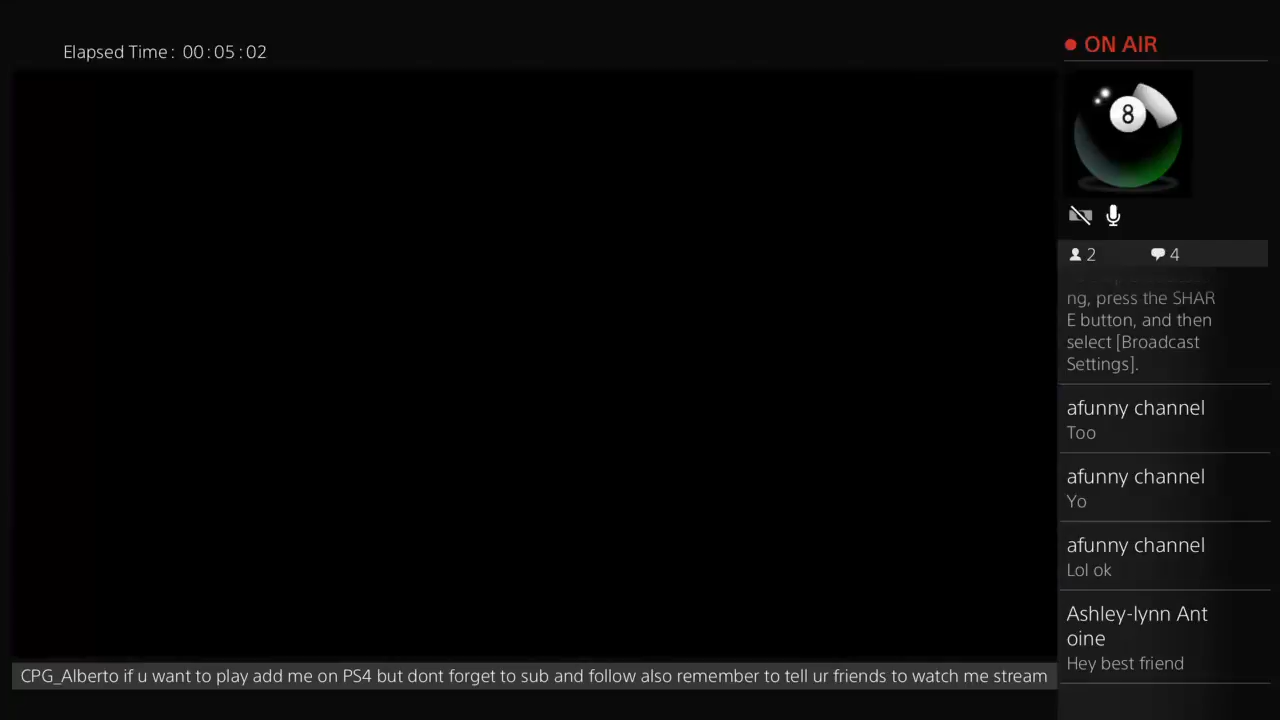 Elapsed Time: 00:05:02
ON AIR
8
2 4
ng, press the SHAR
E button, and then
select [Broadcast
Settings].
afunny channel
Too
afunny channel
Yo
afunny channel
Lol ok
Ashley-lynn Ant
oine
Hey best friend
CPG_Alberto if u want to play add me on PS4 but dont forget to sub and follow also remember to tell ur friends to watch me stream